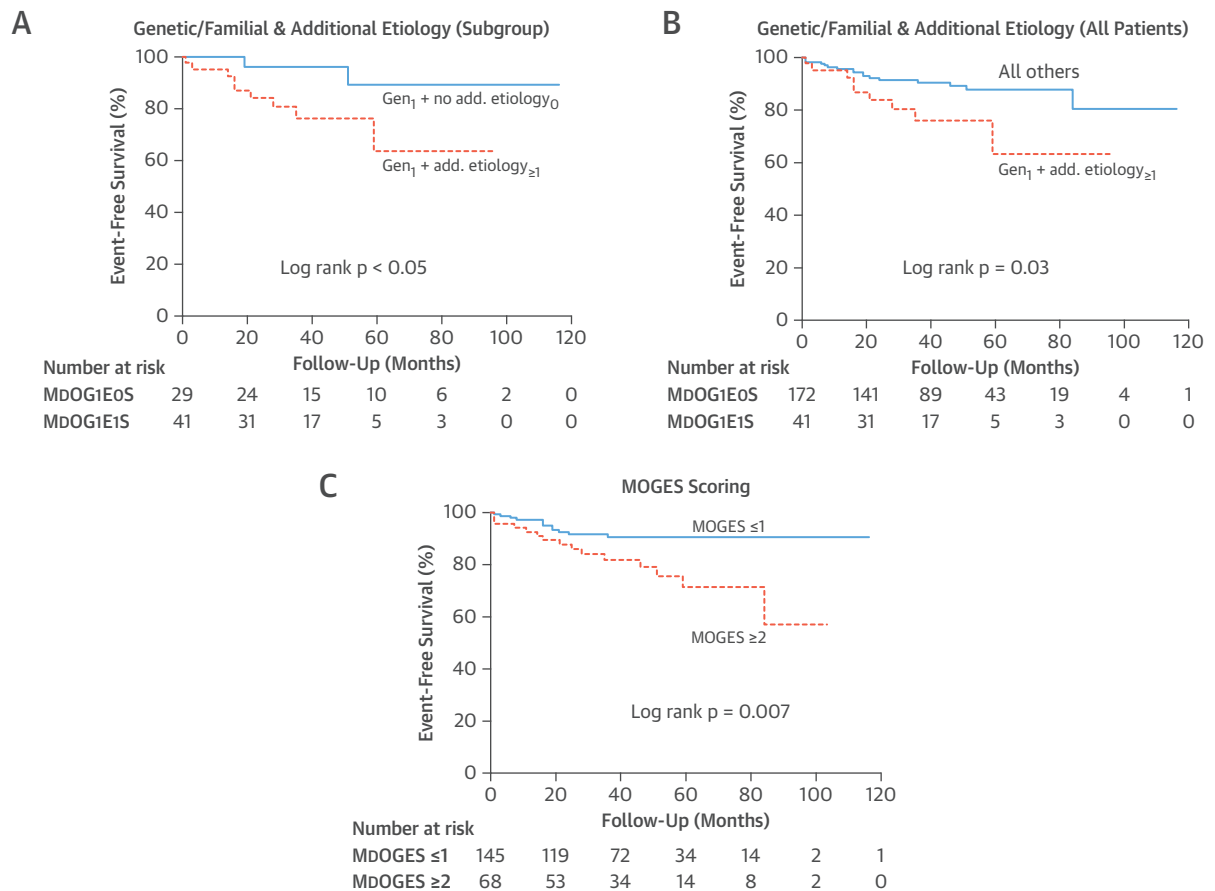 A
Genetic/Familial & Additional Etiology (Subgroup)
Event-Free Survival (%)
100
80
60
40
20
0
Gen1 + no add. etiology0
Gen1 + add. etiology≥1
Log rank p < 0.05
0 20 40 60 80 100 120
Follow-Up (Months)
Number at risk
MDOG1E0S 29 24 15 10 6 2 0
MDOG1E1S 41 31 17 5 3 0 0
B
Genetic/Familial & Additional Etiology (All Patients)
Event-Free Survival (%)
100
80
60
40
20
0
All others
Gen1 + add. etiology≥1
Log rank p = 0.03
0 20 40 60 80 100 120
Follow-Up (Months)
Number at risk
MDOG1E0S 172 141 89 43 19 4 1
MDOG1E1S 41 31 17 5 3 0 0
C
MOGES Scoring
Event-Free Survival (%)
100
80
60
40
20
0
MOGES ≤1
MOGES ≥2
Log rank p = 0.007
0 20 40 60 80 100 120
Follow-Up (Months)
Number at risk
MDOGES ≤1 145 119 72 34 14 2 1
MDOGES ≥2 68 53 34 14 8 2 0